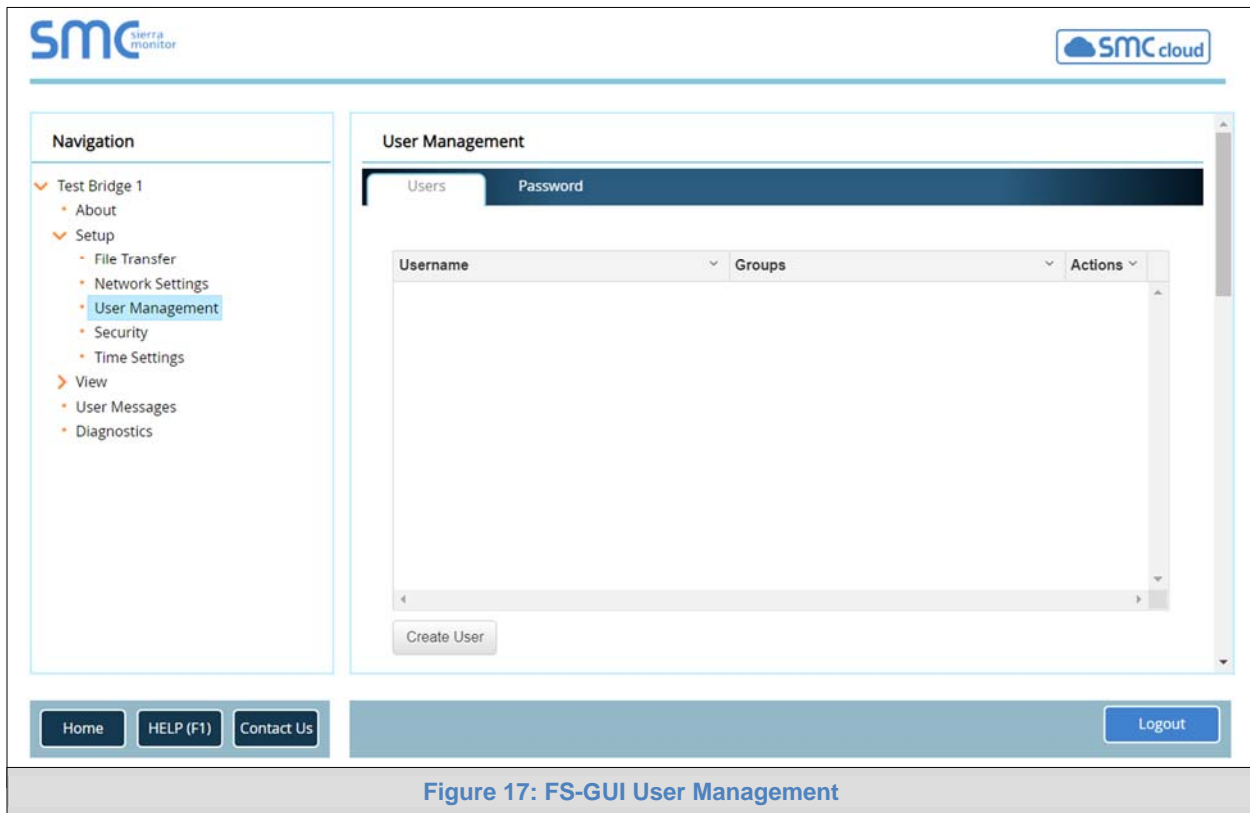 SMC sierra monitor
SMC cloud
Navigation
Test Bridge 1
About
Setup
File Transfer
Network Settings
User Management
Security
Time Settings
View
User Messages
Diagnostics
User Management
Users Password
Username Groups Actions
Create User
Home HELP (F1) Contact Us
Logout
Figure 17: FS-GUI User Management